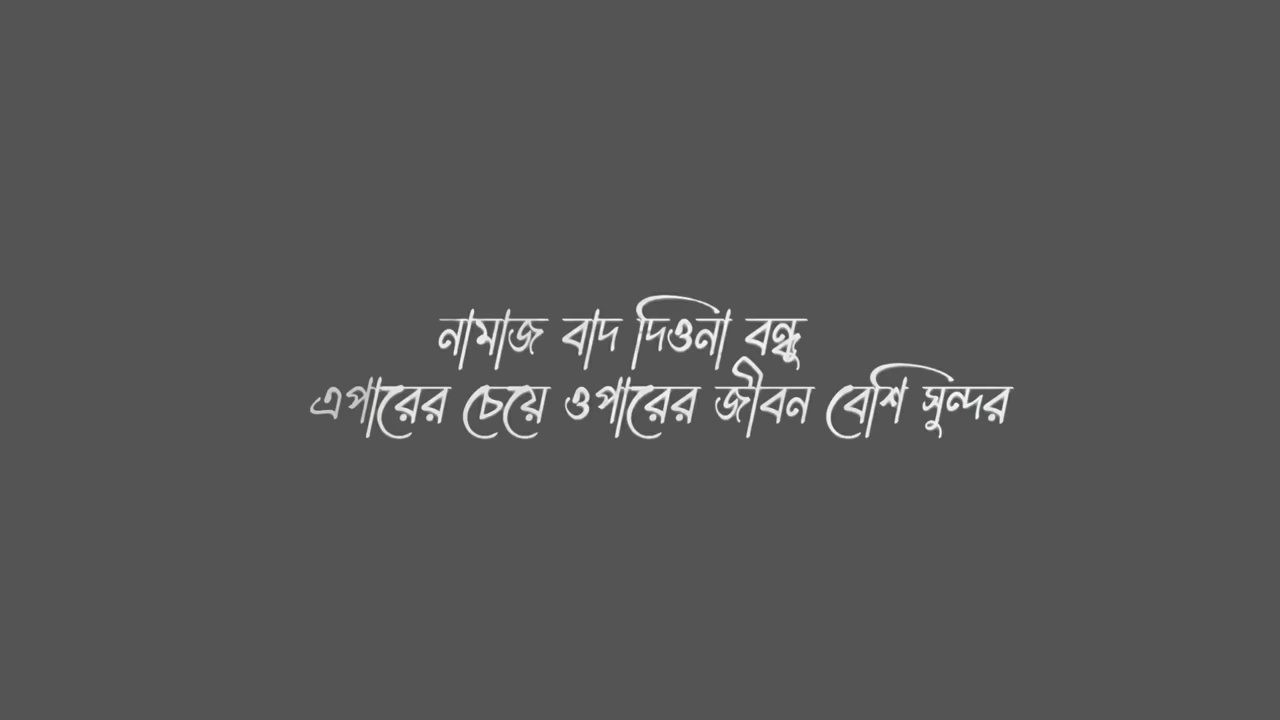 নামাজ বাদ দিওনা বন্ধু
এপারের চেয়ে ওপারের জীবন বেশি সুন্দর